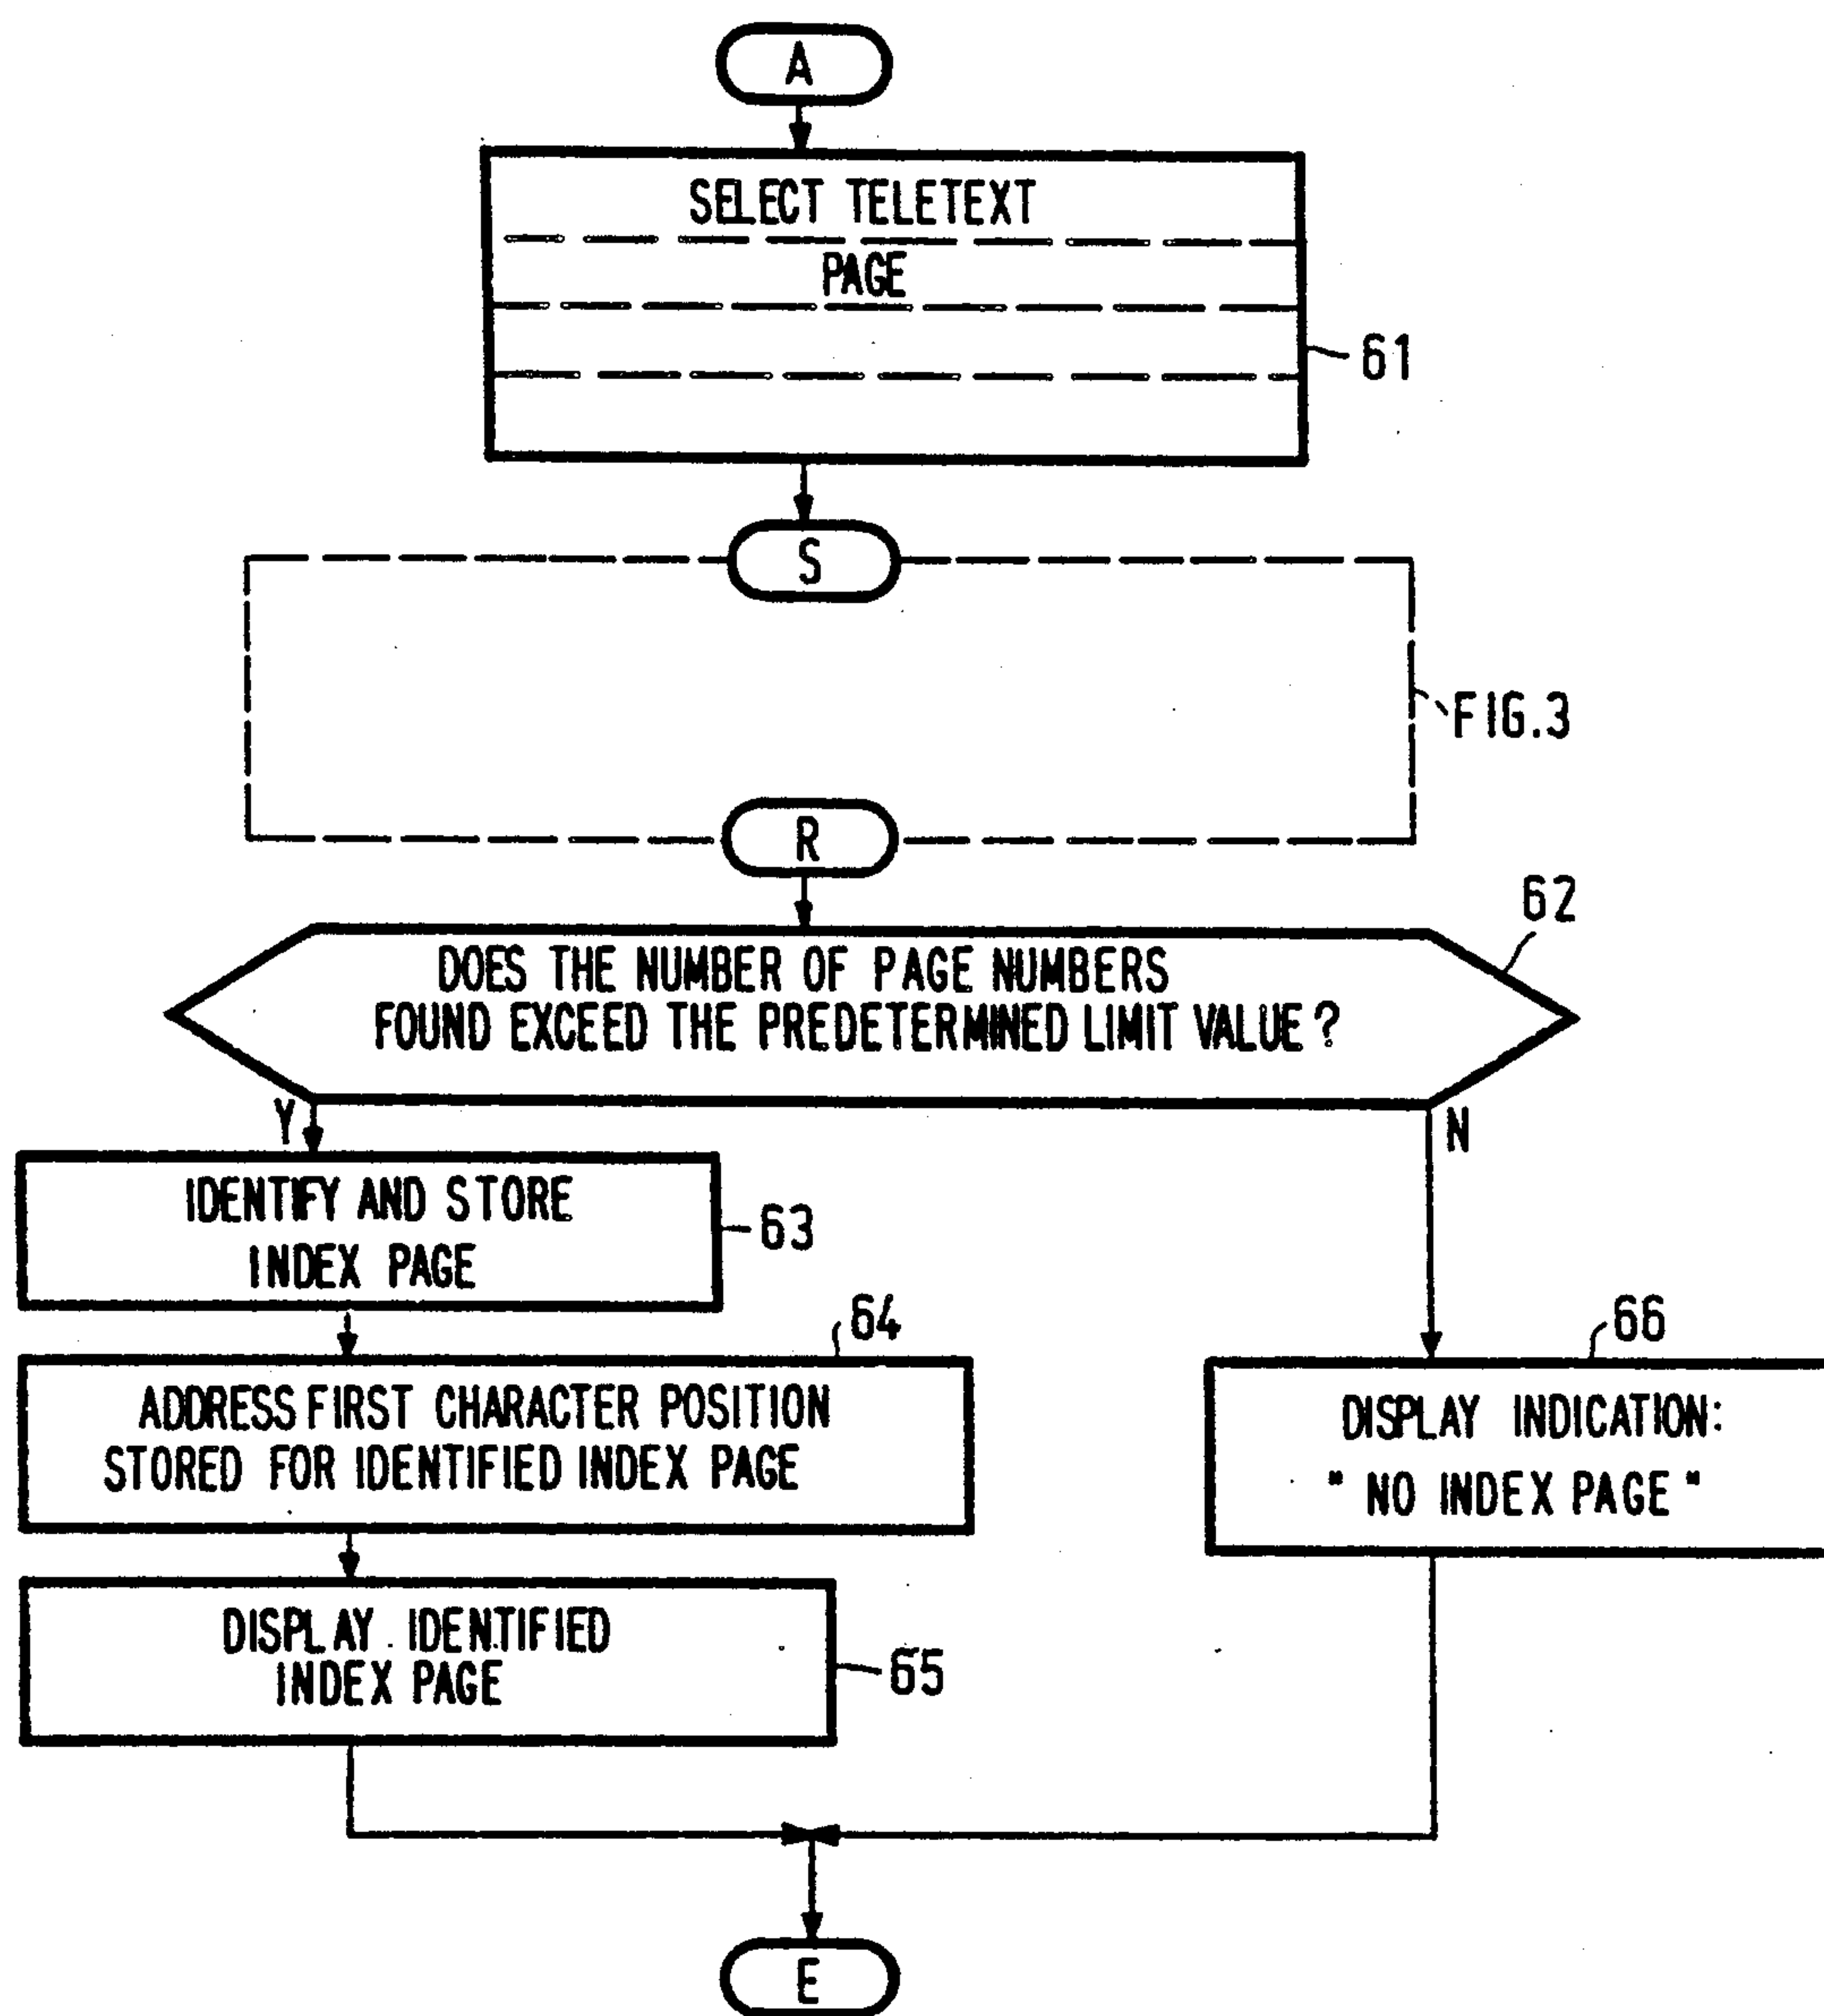 A
SELECT TELETEXT
PAGE
61
S
FIG.3
R
62
DOES THE NUMBER OF PAGE NUMBERS
FOUND EXCEED THE PREDETERMINED LIMIT VALUE?
Y
N
IDENTIFY AND STORE
INDEX PAGE
63
64
66
ADDRESS FIRST CHARACTER POSITION
STORED FOR IDENTIFIED INDEX PAGE
DISPLAY INDICATION:
" NO INDEX PAGE "
DISPLAY IDENTIFIED
INDEX PAGE
65
E